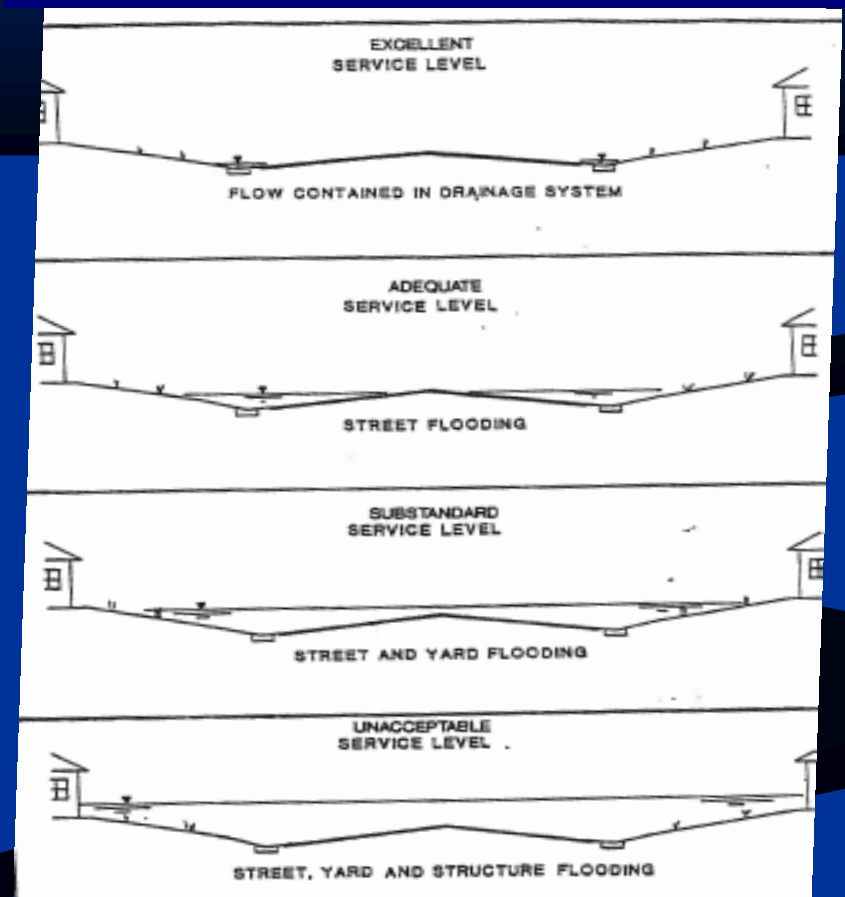 EXCELLENT
SERVICE LEVEL
FLOW CONTAINED IN DRAINAGE SYSTEM
ADEQUATE
SERVICE LEVEL
STREET FLOODING
SUBSTANDARD
SERVICE LEVEL
STREET AND YARD FLOODING
UNACCEPTABLE
SERVICE LEVEL
STREET, YARD AND STRUCTURE FLOODING